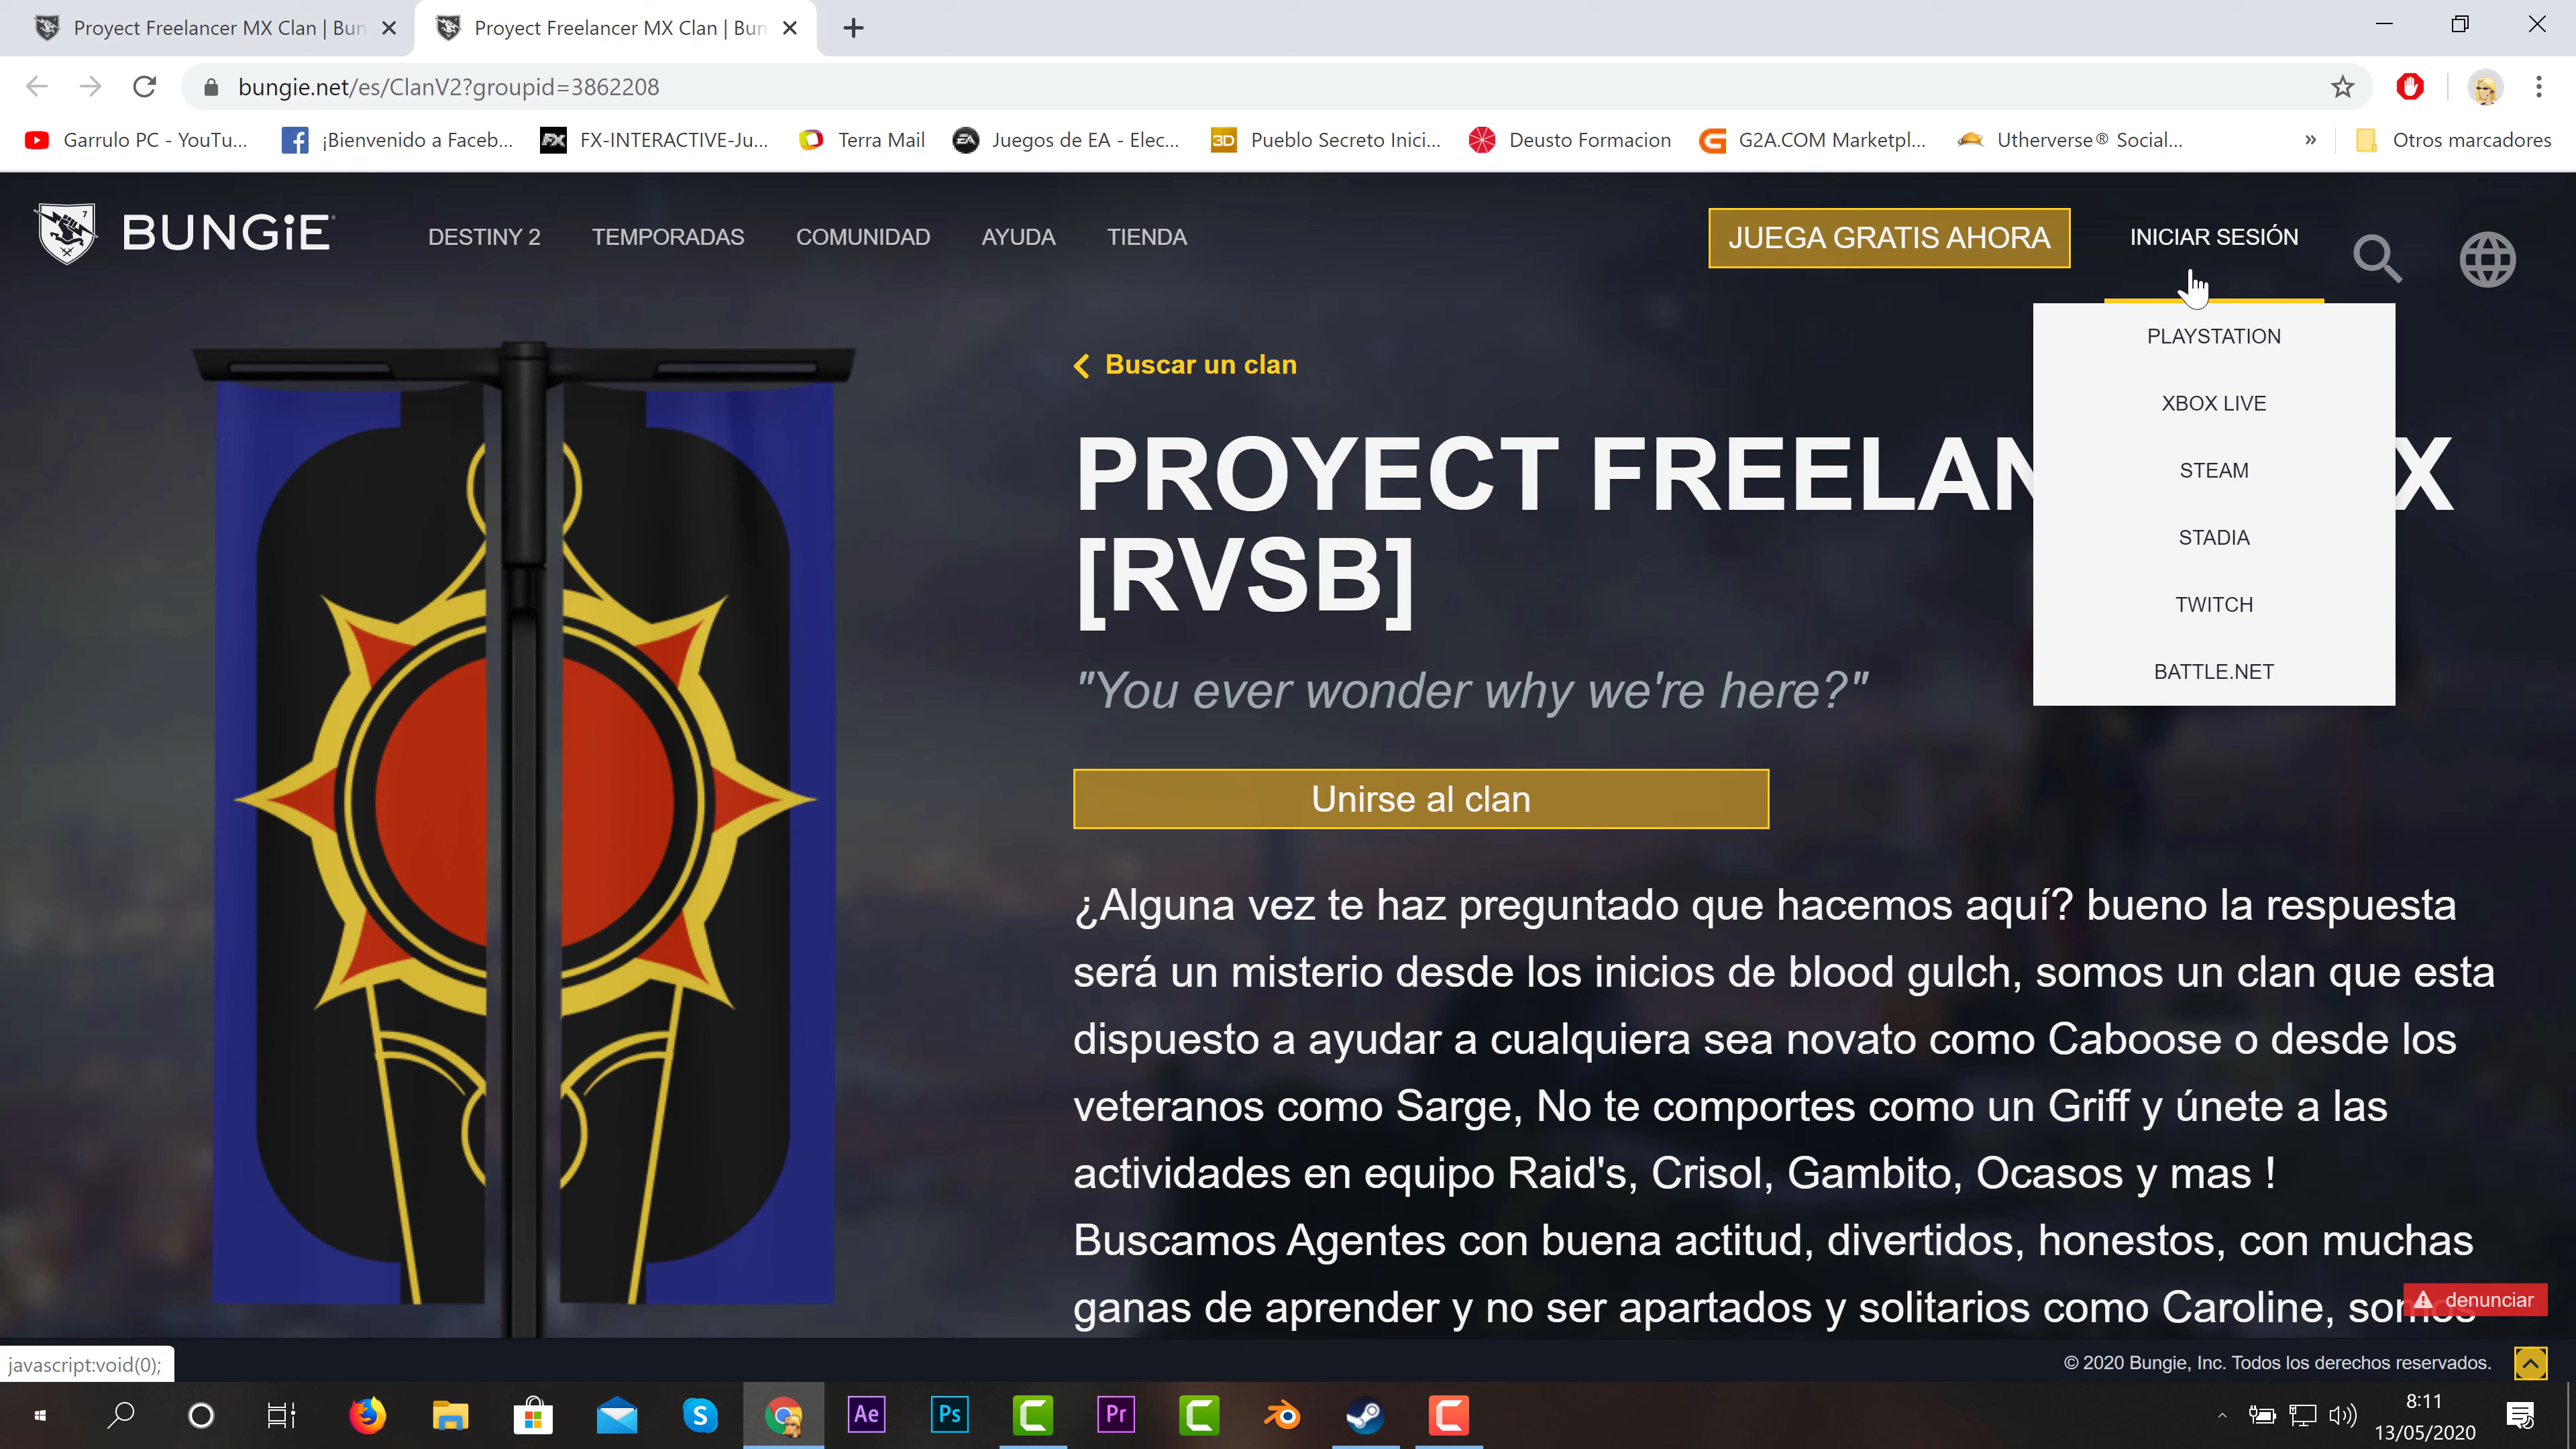 Proyect Freelancer MX Clan | Bun
Proyect Freelancer MX Clan | Bun
bungie.net/es/ClanV2?groupid=3862208
Garrulo PC - YouTu...
¡Bienvenido a Faceb...
FX-INTERACTIVE-Ju...
Terra Mail
Juegos de EA - Elec...
Pueblo Secreto Inici...
Deusto Formacion
G2A.COM Marketpl...
Utherverse® Social...
»
Otros marcadores
BUNGiE
DESTINY 2
TEMPORADAS
COMUNIDAD
AYUDA
TIENDA
JUEGA GRATIS AHORA
INICIAR SESIÓN
PLAYSTATION
XBOX LIVE
STEAM
STADIA
TWITCH
BATTLE.NET
Buscar un clan
PROYECT FREELAN X
[RVSB]
"You ever wonder why we're here?"
Unirse al clan
¿Alguna vez te haz preguntado que hacemos aquí? bueno la respuesta
será un misterio desde los inicios de blood gulch, somos un clan que esta
dispuesto a ayudar a cualquiera sea novato como Caboose o desde los
veteranos como Sarge, No te comportes como un Griff y únete a las
actividades en equipo Raid's, Crisol, Gambito, Ocasos y mas !
Buscamos Agentes con buena actitud, divertidos, honestos, con muchas
ganas de aprender y no ser apartados y solitarios como Caroline, somos
denunciar
javascript:void(0);
© 2020 Bungie, Inc. Todos los derechos reservados.
Ae
Ps
Pr
8:11
13/05/2020